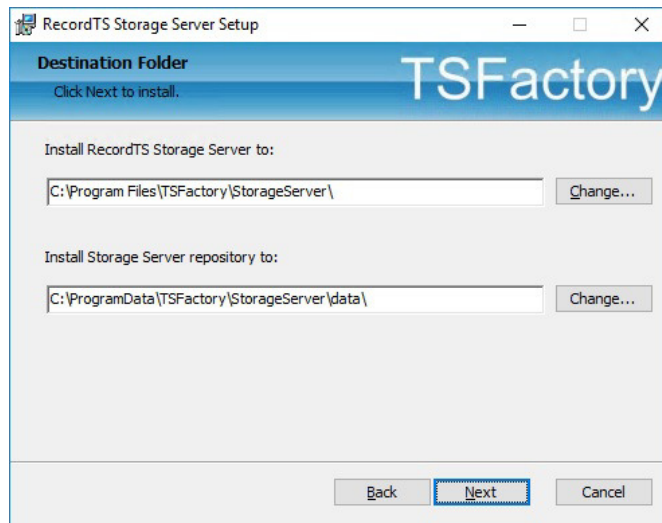 RecordTS Storage Server Setup
Destination Folder
Click Next to install.
TSFactory
Install RecordTS Storage Server to:
C:\Program Files\TSFactory\StorageServer\
Change...
Install Storage Server repository to:
C:\ProgramData\TSFactory\StorageServer\data\
Change...
Back
Next
Cancel